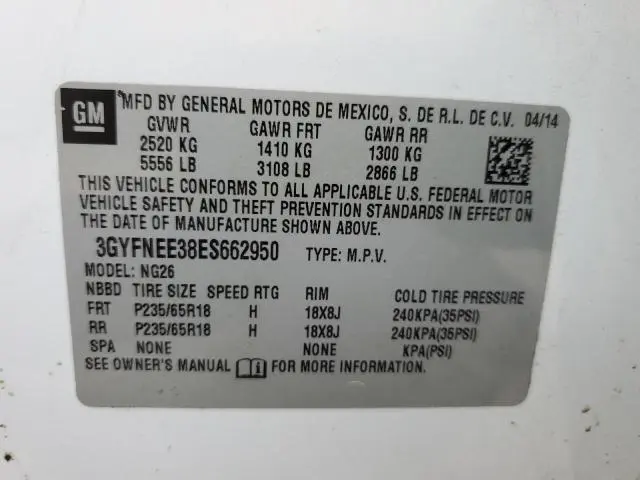 GM
MFD BY GENERAL MOTORS DE MEXICO, S. DE R.L. DE C.V. 04/14
GVWR GAWR FRT GAWR RR
2520 KG 1410 KG 1300 KG
5556 LB 3108 LB 2866 LB
THIS VEHICLE CONFORMS TO ALL APPLICABLE U.S. FEDERAL MOTOR
VEHICLE SAFETY AND THEFT PREVENTION STANDARDS IN EFFECT ON
THE DATE OF MANUFACTURE SHOWN ABOVE.
3GYFNEE38ES662950 TYPE: M.P.V.
MODEL: NG26
NBBD TIRE SIZE SPEED RTG RIM COLD TIRE PRESSURE
FRT P235/65R18 H 18X8J 240KPA(35PSI)
RR P235/65R18 H 18X8J 240KPA(35PSI)
SPA NONE NONE KPA(PSI)
SEE OWNER'S MANUAL FOR MORE INFORMATION.